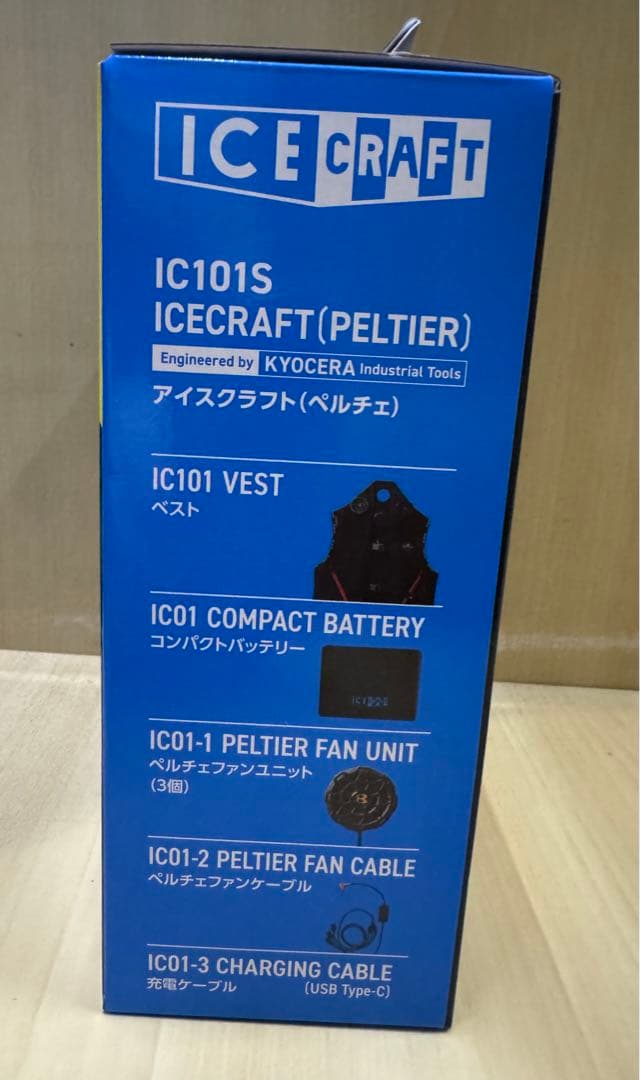 ICE CRAFT
IC101S
ICECRAFT(PELTIER)
Engineered by KYOCERA Industrial Tools
アイスクラフト(ペルチェ)
IC101 VEST
ベスト
IC01 COMPACT BATTERY
コンパクトバッテリー
IC01-1 PELTIER FAN UNIT
ペルチェファンユニット
(3個)
IC01-2 PELTIER FAN CABLE
ペルチェファンケーブル
IC01-3 CHARGING CABLE
充電ケーブル (USB Type-C)